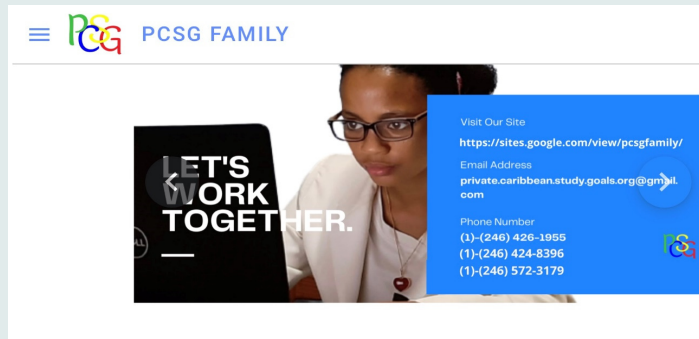 PCSG
PCSG FAMILY
LET'S
WORK
TOGETHER.
DELL
Visit Our Site
https://sites.google.com/view/pcsgfamily/
Email Address
private.caribbean.study.goals.org@gmail.
com
Phone Number
(1)-(246) 426-1955
(1)-(246) 424-8396
(1)-(246) 572-3179
PCSG